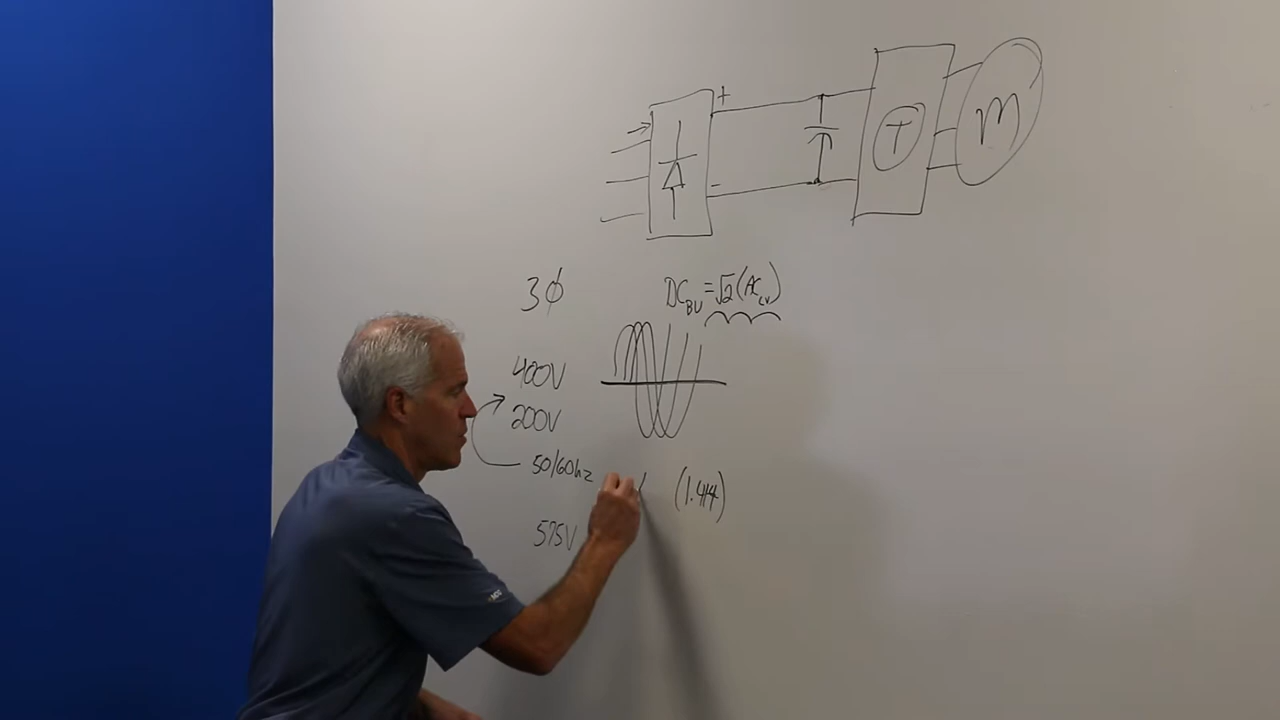 +
-
T
M
3ϕ
DC_BV = √2 (AC_LV)
400V
200V
50/60hz
(1.414)
575V